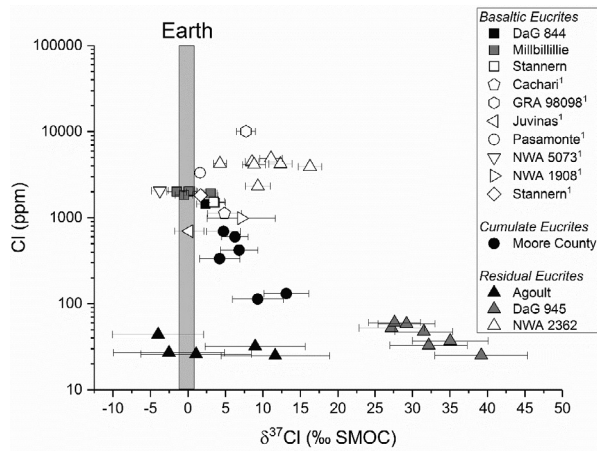 Earth
Cl (ppm)
100000
10000
1000
100
10
-10
-5
0
5
10
15
20
25
30
35
40
45
50
δ³⁷Cl (‰ SMOC)
Basaltic Eucrites
DaG 844
Millbillillie
Stannern
Cachari¹
GRA 98098¹
Juvinas¹
Pasamonte¹
NWA 5073¹
NWA 1908¹
Stannern¹
Cumulate Eucrites
Moore County
Residual Eucrites
Agoult
DaG 945
NWA 2362